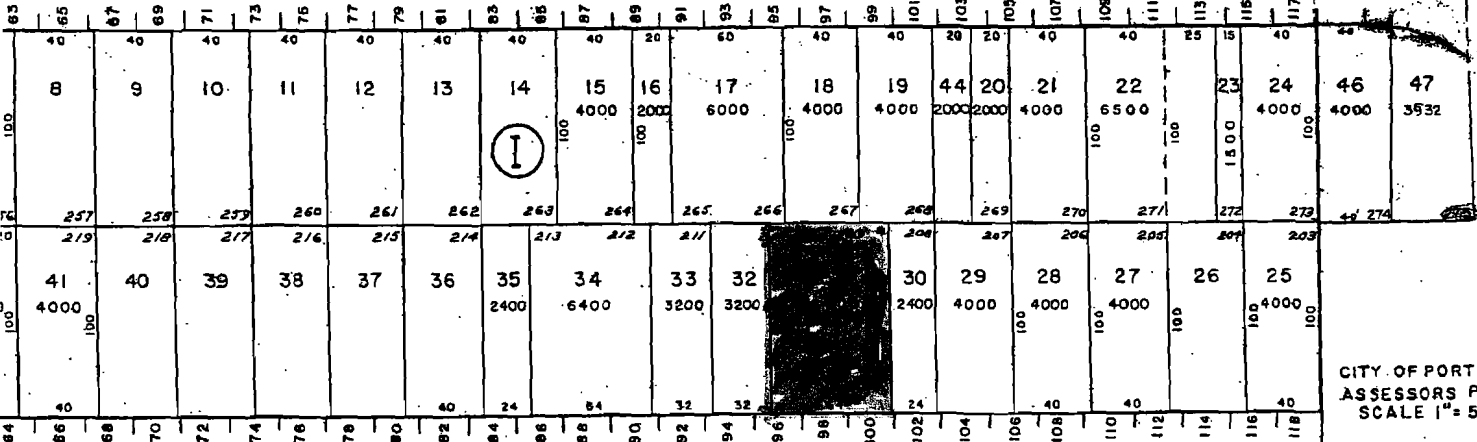 63 65 67 69 71 73 75 77 79 81 83 85 87 89 91 93 95 97 99 101 103 105 107 109 111 113 115 117
40 40 40 40 40 40 40 40 20 60 40 40 20 20 40 40 25 15 40 40
8 9 10 11 12 13 14 15 16 17 18 19 44 20 21 22 23 24 46 47
4000 2000 6000 4000 4000 2000 2000 4000 6500 4000 4000 3532
100 100 100 100 100 100 1500 100
I
257 258 259 260 261 262 263 264 265 266 267 268 269 270 271 272 273 40' 274
219 218 217 216 215 214 213 212 211 208 207 206 205 204 203
41 40 39 38 37 36 35 34 33 32 30 29 28 27 26 25
4000 2400 6400 3200 3200 2400 4000 4000 4000 4000
100 100 100 100 100 100 100
CITY OF PORT
ASSESSORS P
SCALE 1"= 5
40 40 24 64 32 32 24 40 40 40
64 66 68 70 72 74 76 78 80 82 84 86 88 90 92 94 96 98 100 102 104 106 108 110 112 114 116 118